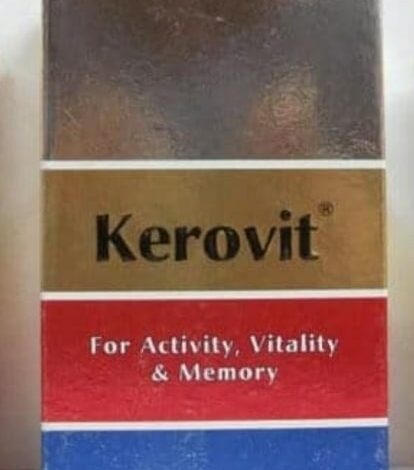 Kerovit®
For Activity, Vitality
& Memory